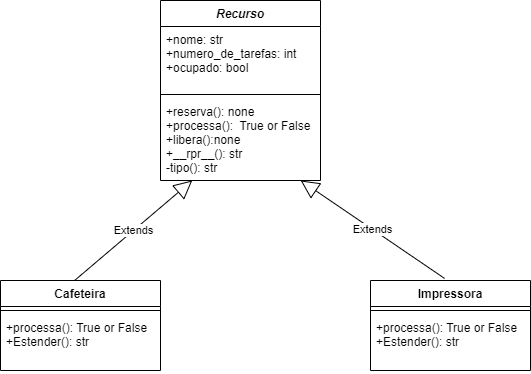 Recurso
+nome: str
+numero_de_tarefas: int
+ocupado: bool
+reserva(): none
+processa():  True or False
+libera():none
+__rpr__(): str
-tipo(): str
Extends
Extends
Cafeteira
+processa(): True or False
+Estender(): str
Impressora
+processa(): True or False
+Estender(): str